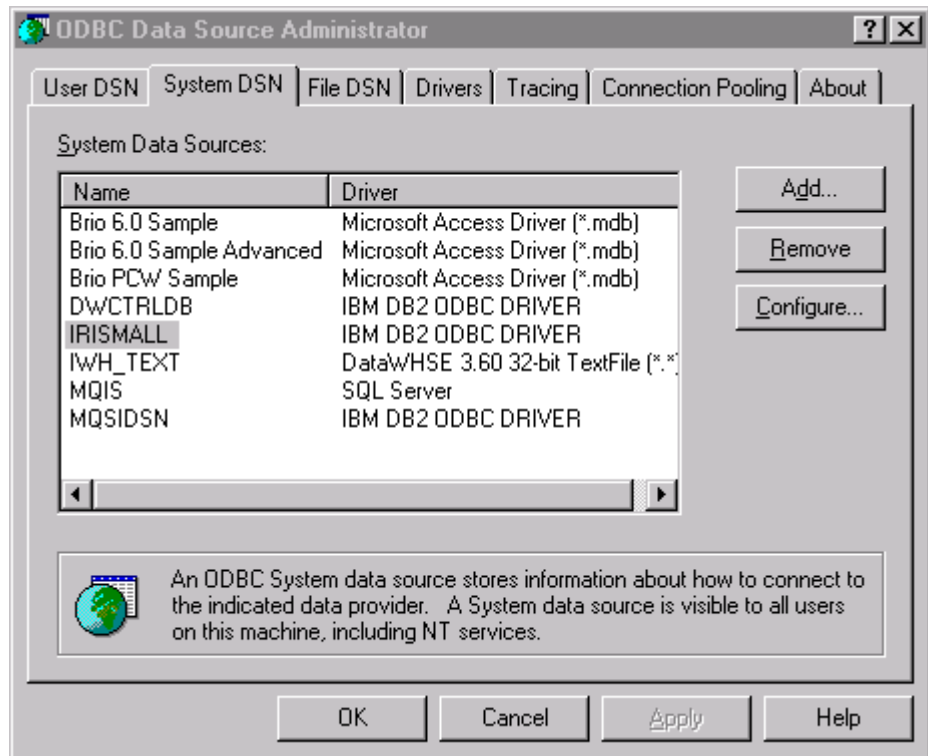 ODBC Data Source Administrator
User DSN System DSN File DSN Drivers Tracing Connection Pooling About
System Data Sources:
Name Driver
Brio 6.0 Sample Microsoft Access Driver (*.mdb)
Brio 6.0 Sample Advanced Microsoft Access Driver (*.mdb)
Brio PCW Sample Microsoft Access Driver (*.mdb)
DWCTRLDB IBM DB2 ODBC DRIVER
IRISMALL IBM DB2 ODBC DRIVER
IWH_TEXT DataWHSE 3.60 32-bit TextFile (*.*)
MQIS SQL Server
MQSIDSN IBM DB2 ODBC DRIVER
Add...
Remove
Configure...
An ODBC System data source stores information about how to connect to
the indicated data provider. A System data source is visible to all users
on this machine, including NT services.
OK Cancel Apply Help